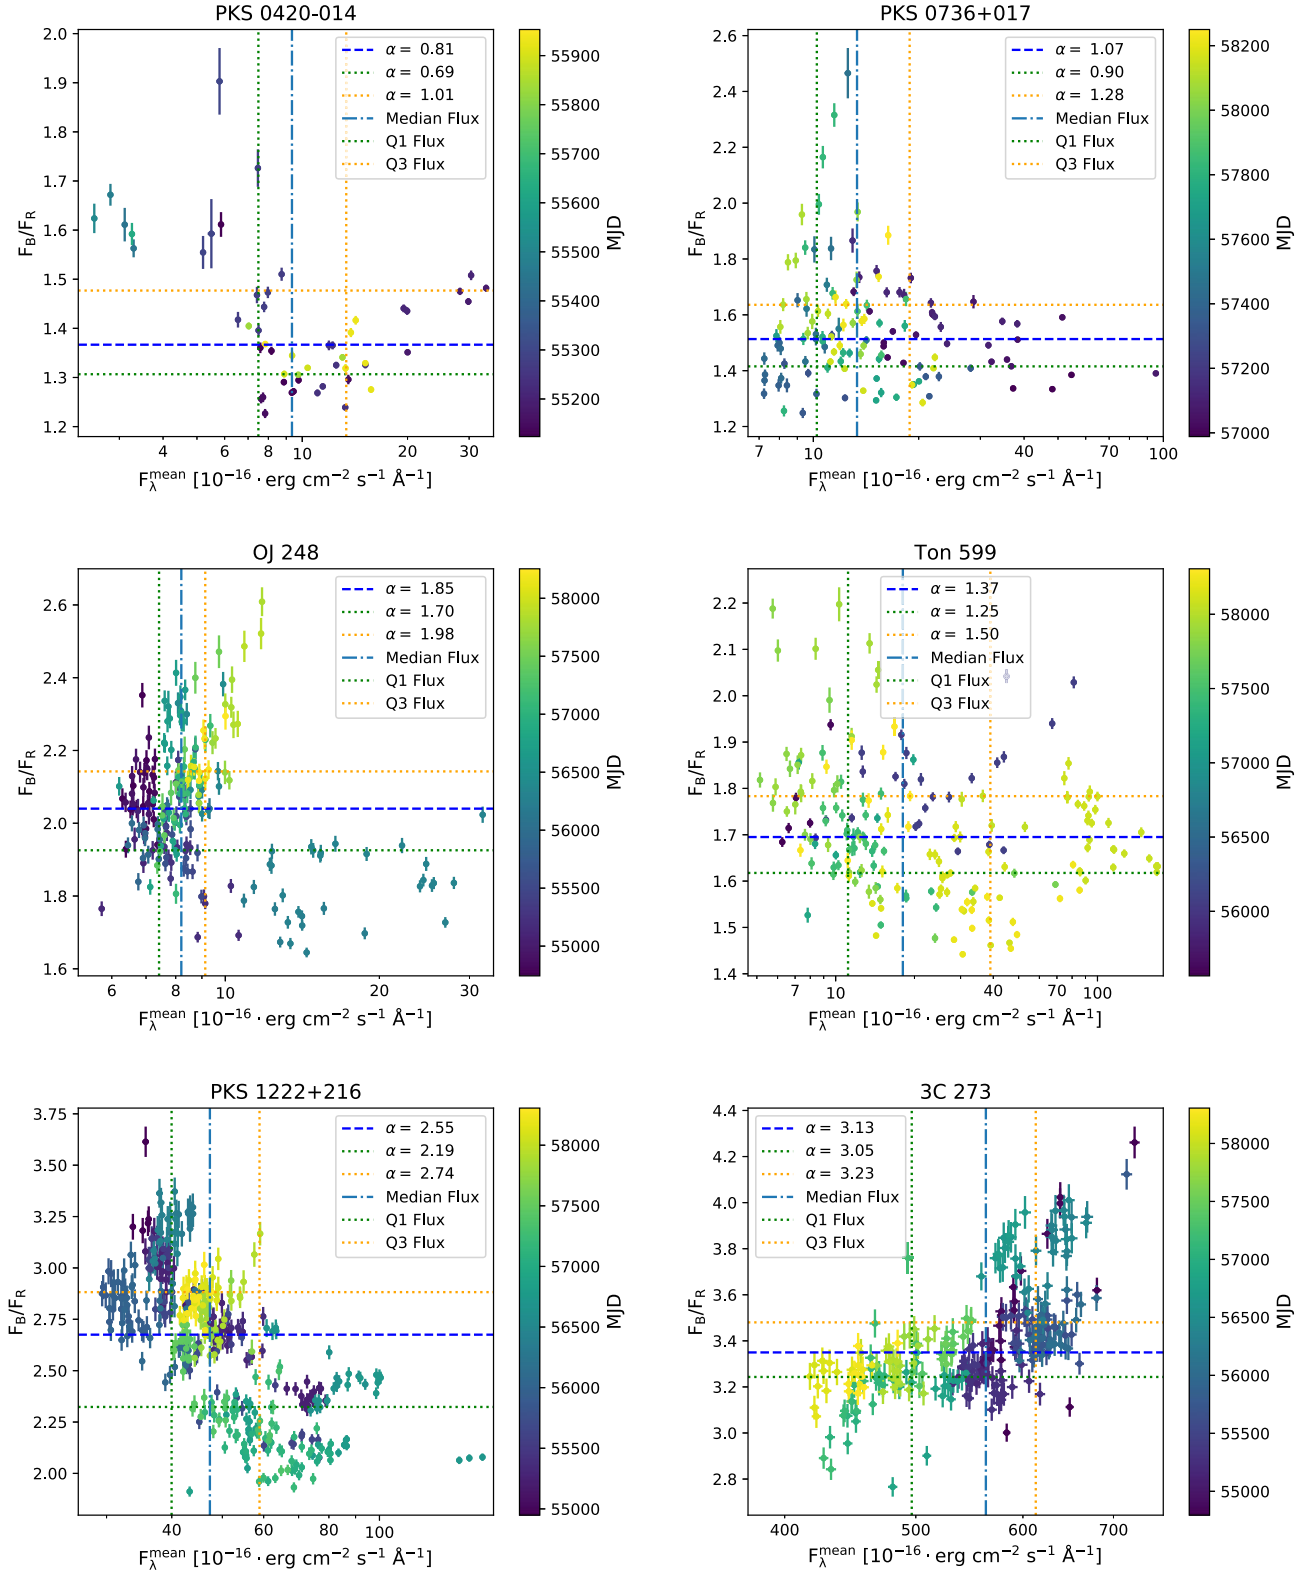 PKS 0420-014
2.0
1.9
1.8
1.7
1.6
1.5
1.4
1.3
1.2
F_B/F_R
4
6
8
10
20
30
F_λ^mean [10^−16 · erg cm^−2 s^−1 Å^−1]
α = 0.81
α = 0.69
α = 1.01
Median Flux
Q1 Flux
Q3 Flux
55900
55800
55700
55600
55500
55400
55300
55200
MJD
PKS 0736+017
2.6
2.4
2.2
2.0
1.8
1.6
1.4
1.2
F_B/F_R
7
10
40
70
100
F_λ^mean [10^−16 · erg cm^−2 s^−1 Å^−1]
α = 1.07
α = 0.90
α = 1.28
Median Flux
Q1 Flux
Q3 Flux
58200
58000
57800
57600
57400
57200
57000
MJD
OJ 248
2.6
2.4
2.2
2.0
1.8
1.6
F_B/F_R
6
8
10
20
30
F_λ^mean [10^−16 · erg cm^−2 s^−1 Å^−1]
α = 1.85
α = 1.70
α = 1.98
Median Flux
Q1 Flux
Q3 Flux
58000
57500
57000
56500
56000
55500
55000
MJD
Ton 599
2.2
2.1
2.0
1.9
1.8
1.7
1.6
1.5
1.4
F_B/F_R
7
10
40
70
100
F_λ^mean [10^−16 · erg cm^−2 s^−1 Å^−1]
α = 1.37
α = 1.25
α = 1.50
Median Flux
Q1 Flux
Q3 Flux
58000
57500
57000
56500
56000
MJD
PKS 1222+216
3.75
3.50
3.25
3.00
2.75
2.50
2.25
2.00
F_B/F_R
40
60
80
100
F_λ^mean [10^−16 · erg cm^−2 s^−1 Å^−1]
α = 2.55
α = 2.19
α = 2.74
Median Flux
Q1 Flux
Q3 Flux
58000
57500
57000
56500
56000
55500
55000
MJD
3C 273
4.4
4.2
4.0
3.8
3.6
3.4
3.2
3.0
2.8
F_B/F_R
400
500
600
700
F_λ^mean [10^−16 · erg cm^−2 s^−1 Å^−1]
α = 3.13
α = 3.05
α = 3.23
Median Flux
Q1 Flux
Q3 Flux
58000
57500
57000
56500
56000
55500
55000
MJD